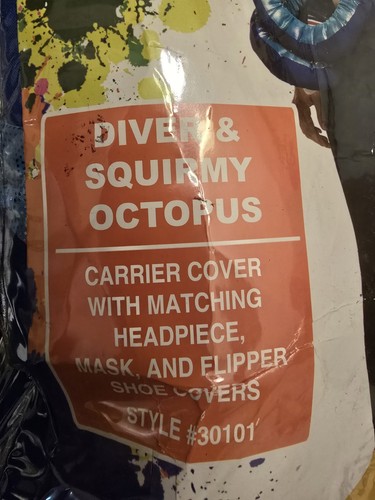 DIVER &
SQUIRMY
OCTOPUS
CARRIER COVER
WITH MATCHING
HEADPIECE,
MASK, AND FLIPPER
SHOE COVERS
STYLE #30101